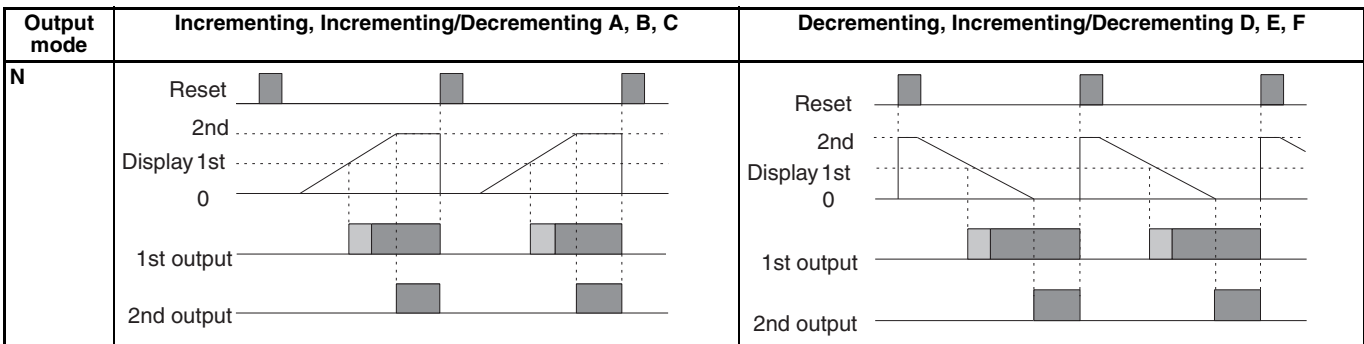 Output mode
Incrementing, Incrementing/Decrementing A, B, C
Decrementing, Incrementing/Decrementing D, E, F
N
Reset
2nd
Display 1st
0
1st output
2nd output
Reset
2nd
Display 1st
0
1st output
2nd output